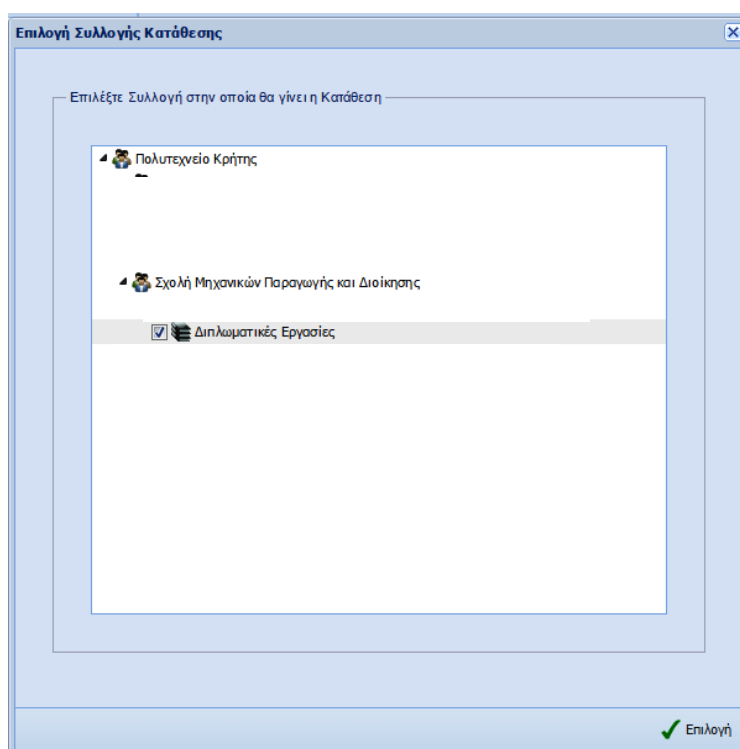 Επιλογή Συλλογής Κατάθεσης
Επιλέξτε Συλλογή στην οποία θα γίνει η Κατάθεση
Πολυτεχνείο Κρήτης
Σχολή Μηχανικών Παραγωγής και Διοίκησης
Διπλωματικές Εργασίες
Επιλογή